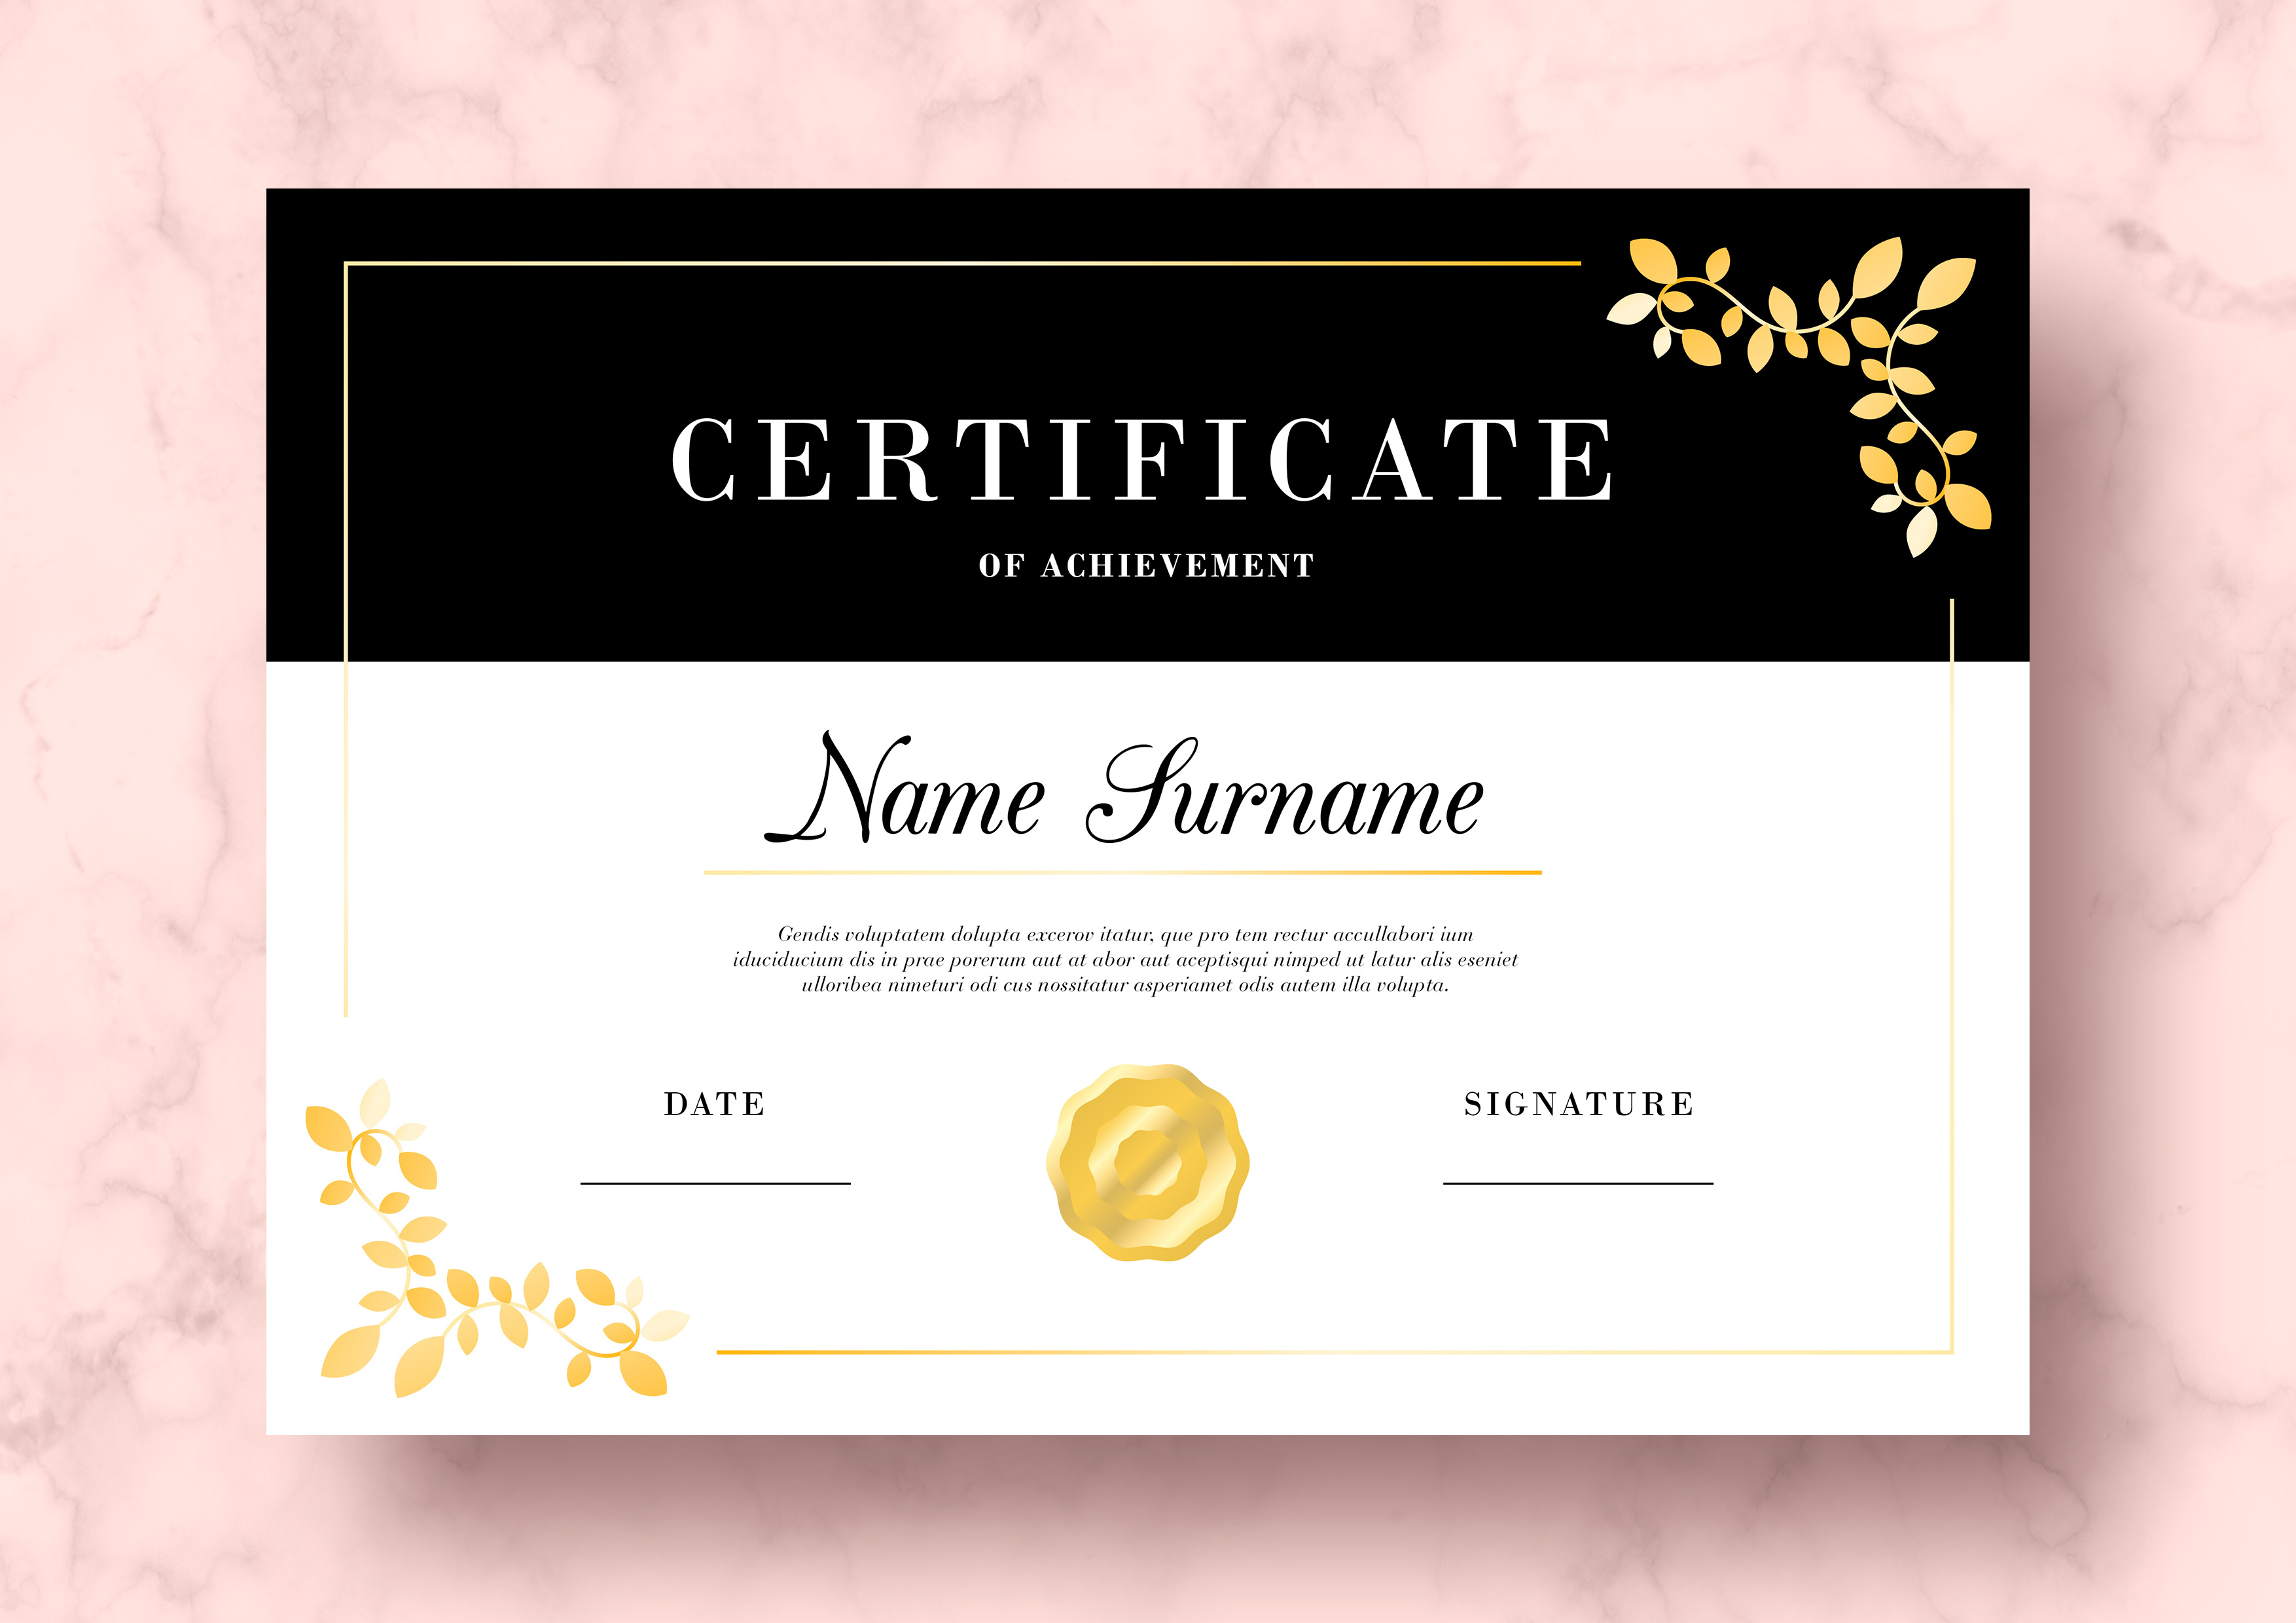 CERTIFICATE
OF ACHIEVEMENT
Name Surname
Gendis voluptatem dolupta excerov itatur, que pro tem rectur accullabori ium
iduciducium dis in prae porerum aut at abor aut aceptisqui nimped ut latur alis eseniet
ulloribea nimeturi odi cus nossitatur asperiamet odis autem illa volupta.
DATE
SIGNATURE